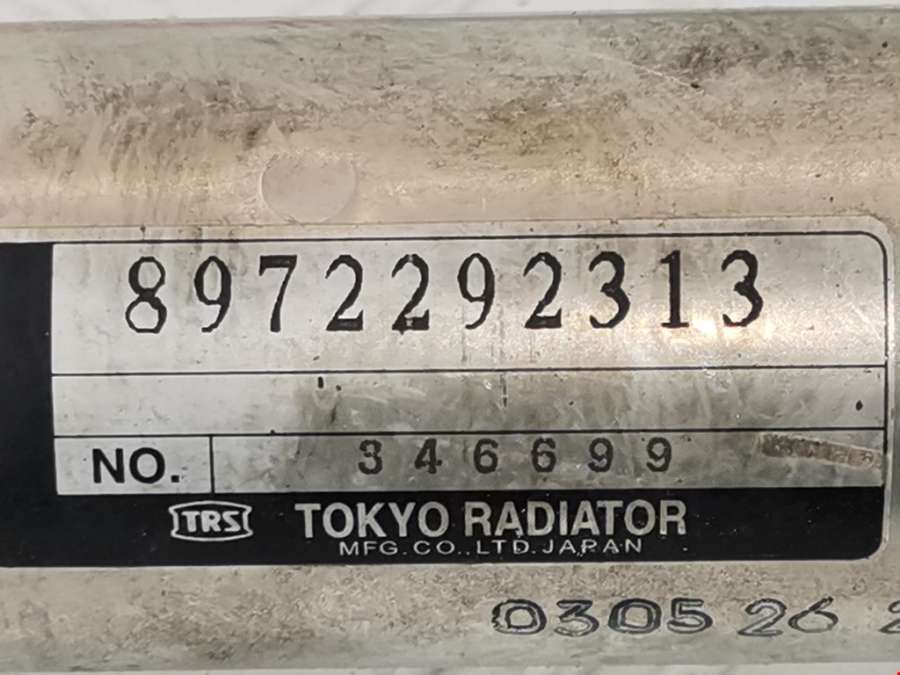 8972292313
NO. 346699
TRS TOKYO RADIATOR
MFG. CO., LTD. JAPAN
0305 26